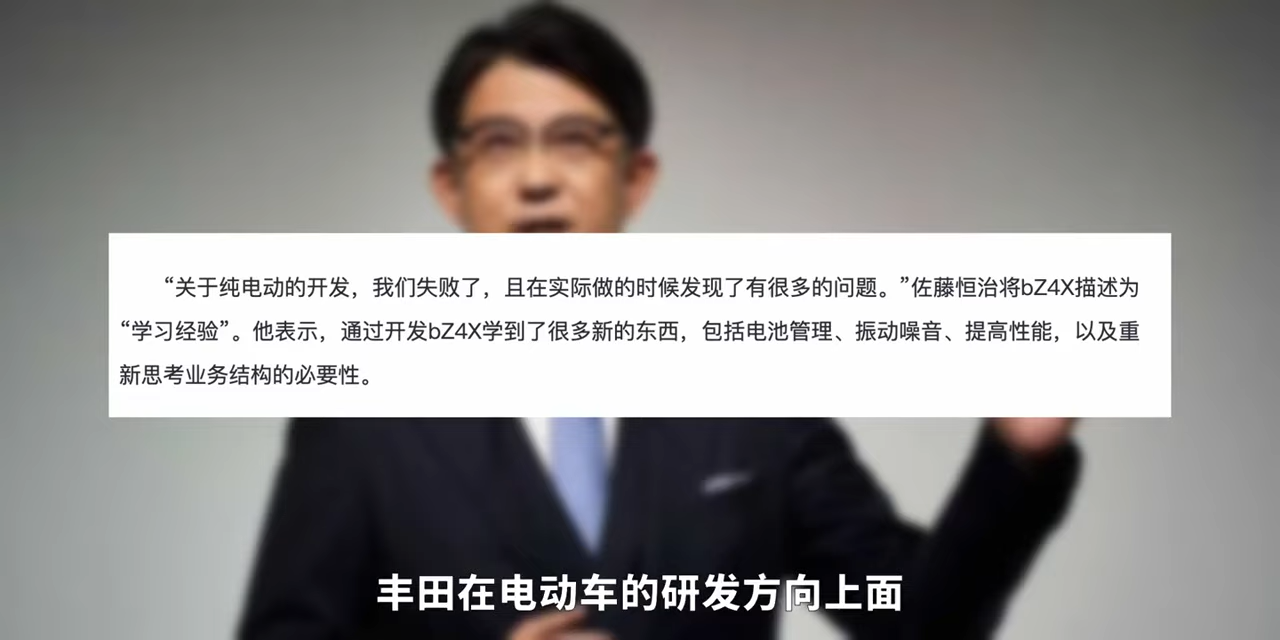 “关于纯电动的开发，我们失败了，且在实际做的时候发现了有很多的问题。”佐藤恒治将bZ4X描述为
“学习经验”。他表示，通过开发bZ4X学到了很多新的东西，包括电池管理、振动噪音、提高性能，以及重
新思考业务结构的必要性。
丰田在电动车的研发方向上面